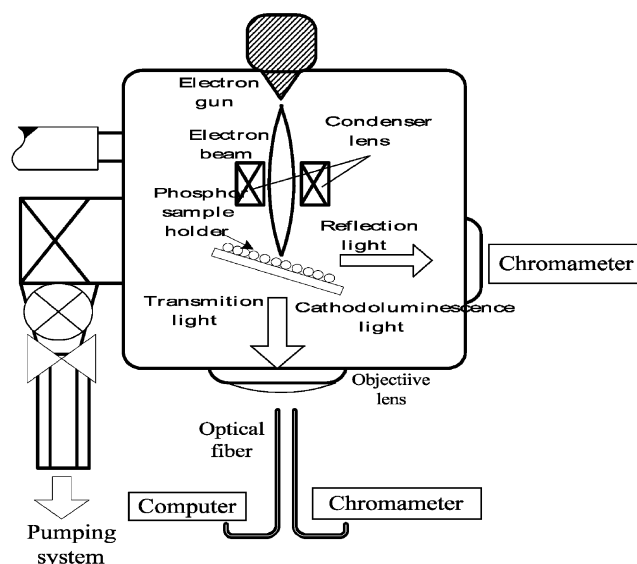 Electron
gun
Electron
beam
Condenser
lens
Phosphor
sample
holder
Reflection
light
Chromameter
Transmition
light
Cathodoluminescence
light
Objectiive
lens
Optical
fiber
Computer
Chromameter
Pumping
system